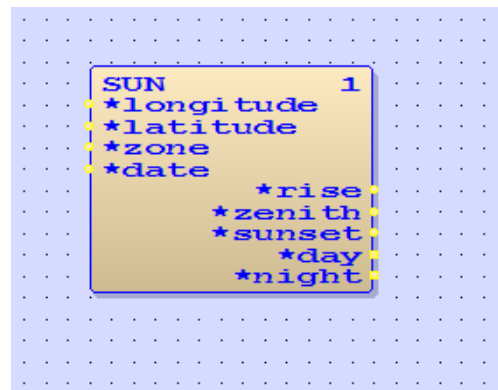 SUN 1
*longitude
*latitude
*zone
*date
*rise
*zenith
*sunset
*day
*night